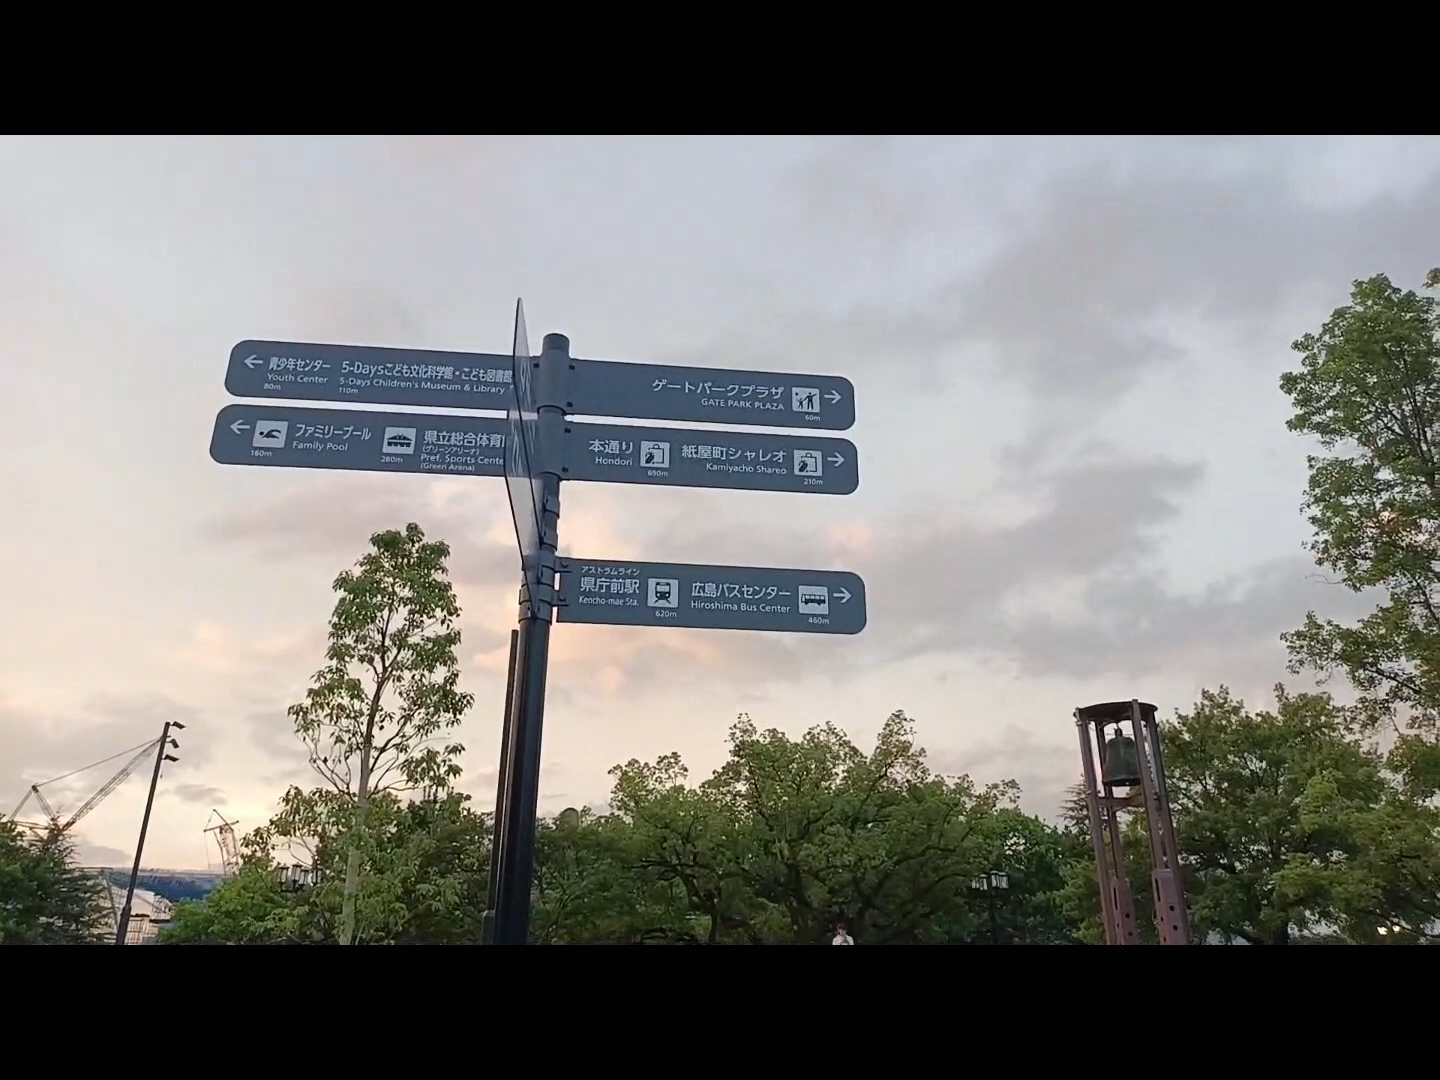 青少年センター
Youth Center
80m
5-Daysこども文化科学館・こども図書館
5-Days Children's Museum & Library
110m
ゲートパークプラザ
GATE PARK PLAZA
60m
ファミリープール
Family Pool
160m
県立総合体育
(グリーンアリーナ)
Pref. Sports Cente
(Green Arena)
280m
本通り
Hondori
690m
紙屋町シャレオ
Kamiyacho Shareo
210m
アストラムライン
県庁前駅
Kencho-mae Sta.
620m
広島バスセンター
Hiroshima Bus Center
460m